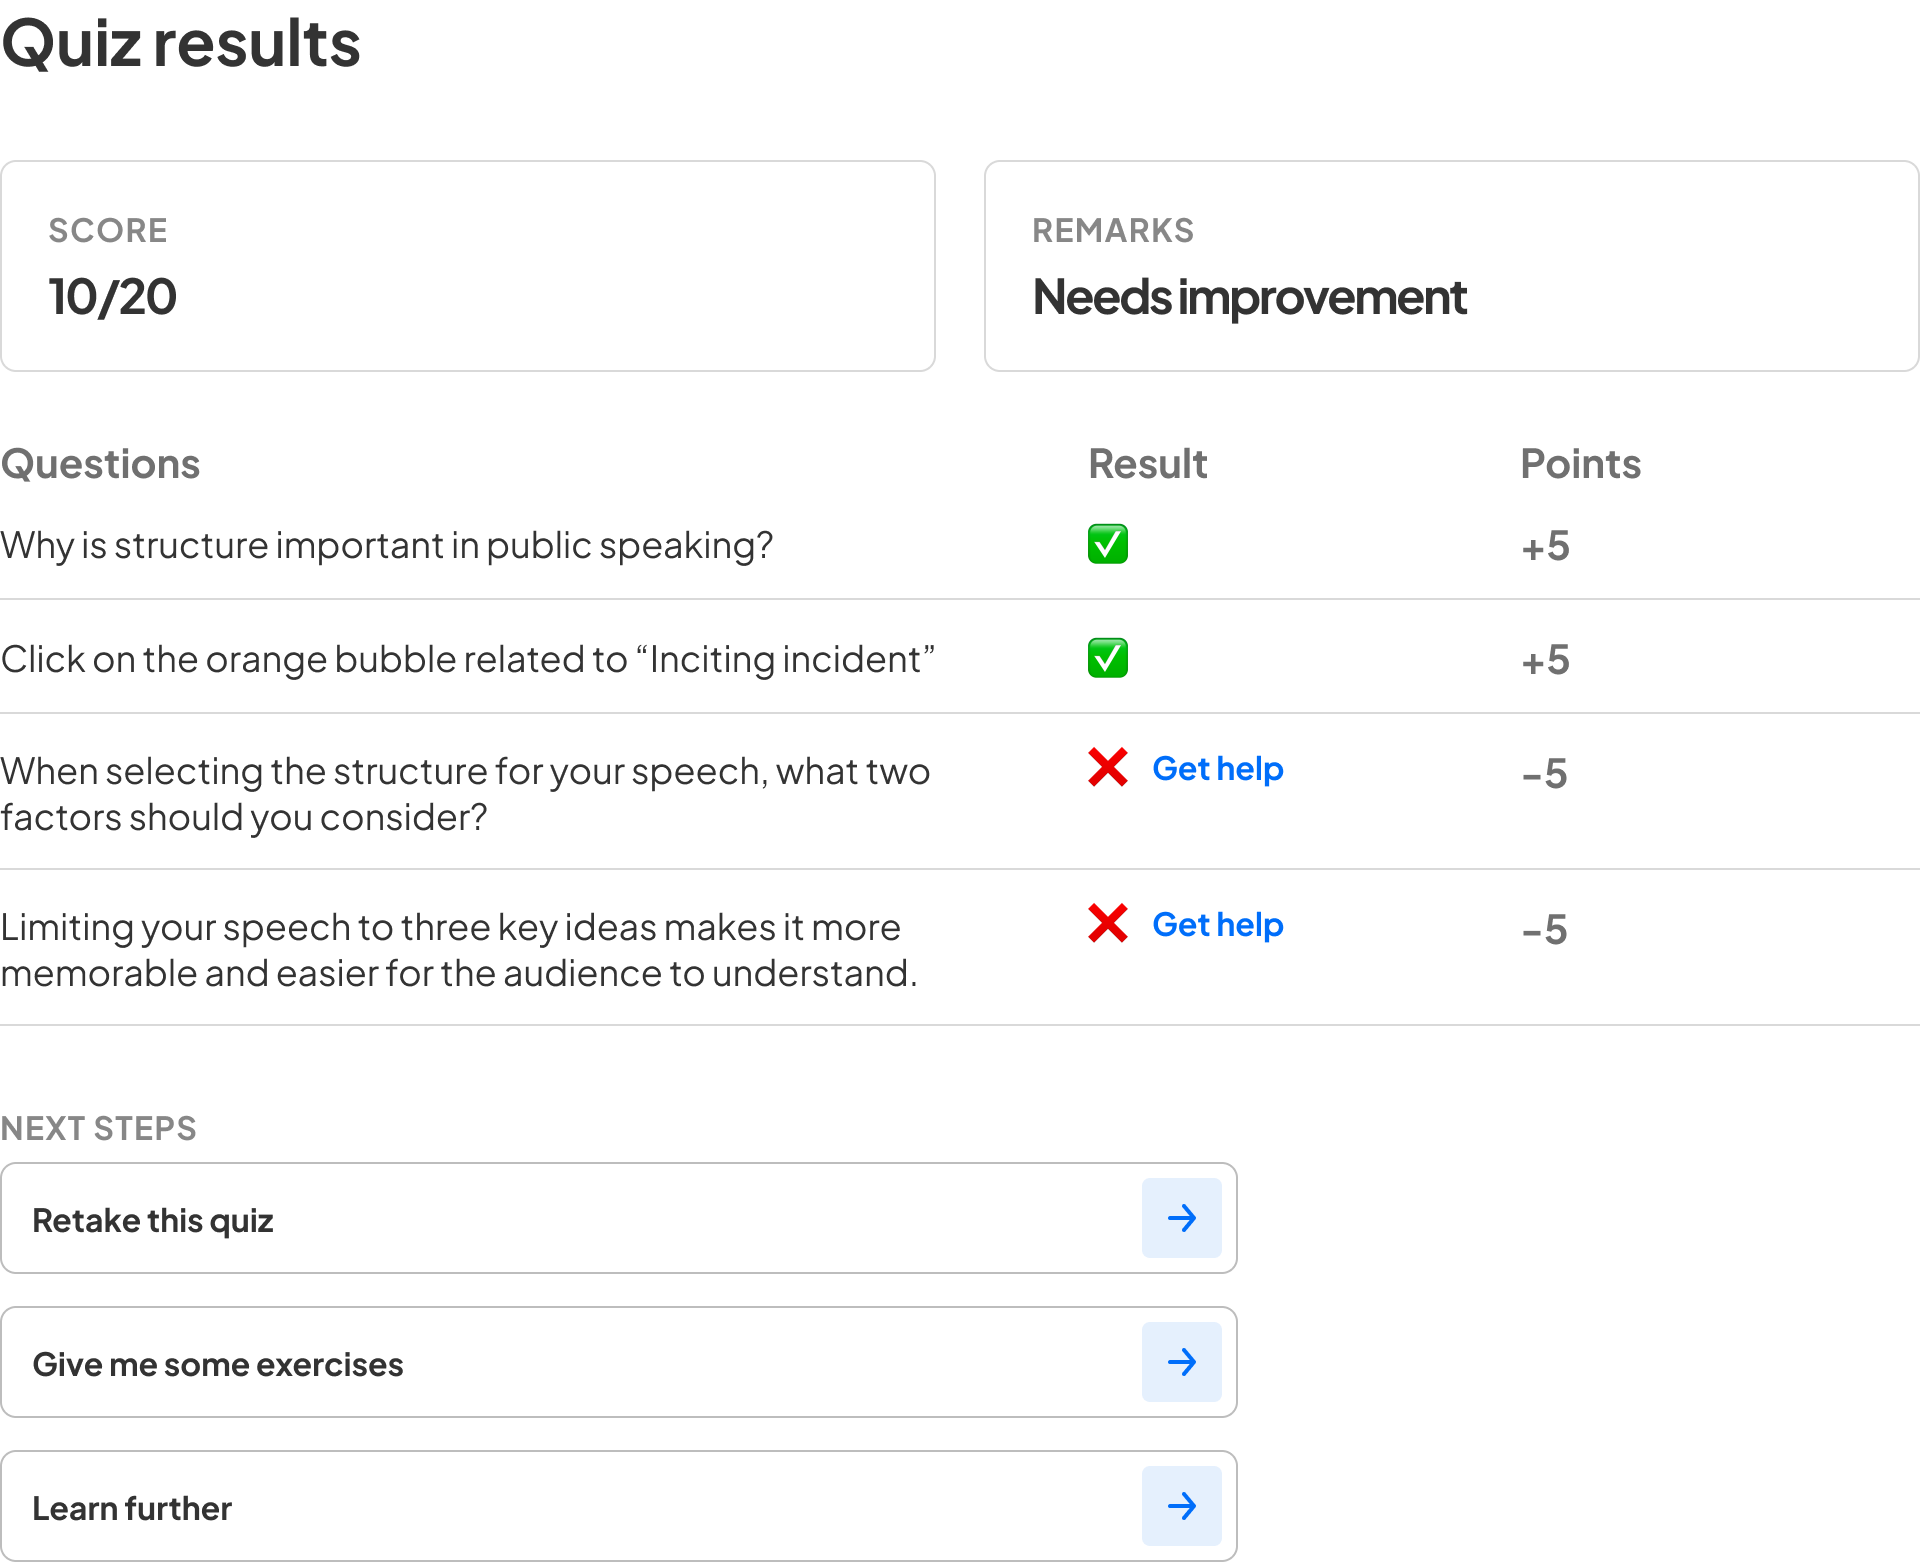 Quiz results
SCORE
10/20
REMARKS
Needs improvement
Questions Result Points
Why is structure important in public speaking? ✅ +5
Click on the orange bubble related to “Inciting incident” ✅ +5
When selecting the structure for your speech, what two
factors should you consider?
❌ Get help –5
Limiting your speech to three key ideas makes it more
memorable and easier for the audience to understand.
❌ Get help –5
NEXT STEPS
Retake this quiz
Give me some exercises
Learn further